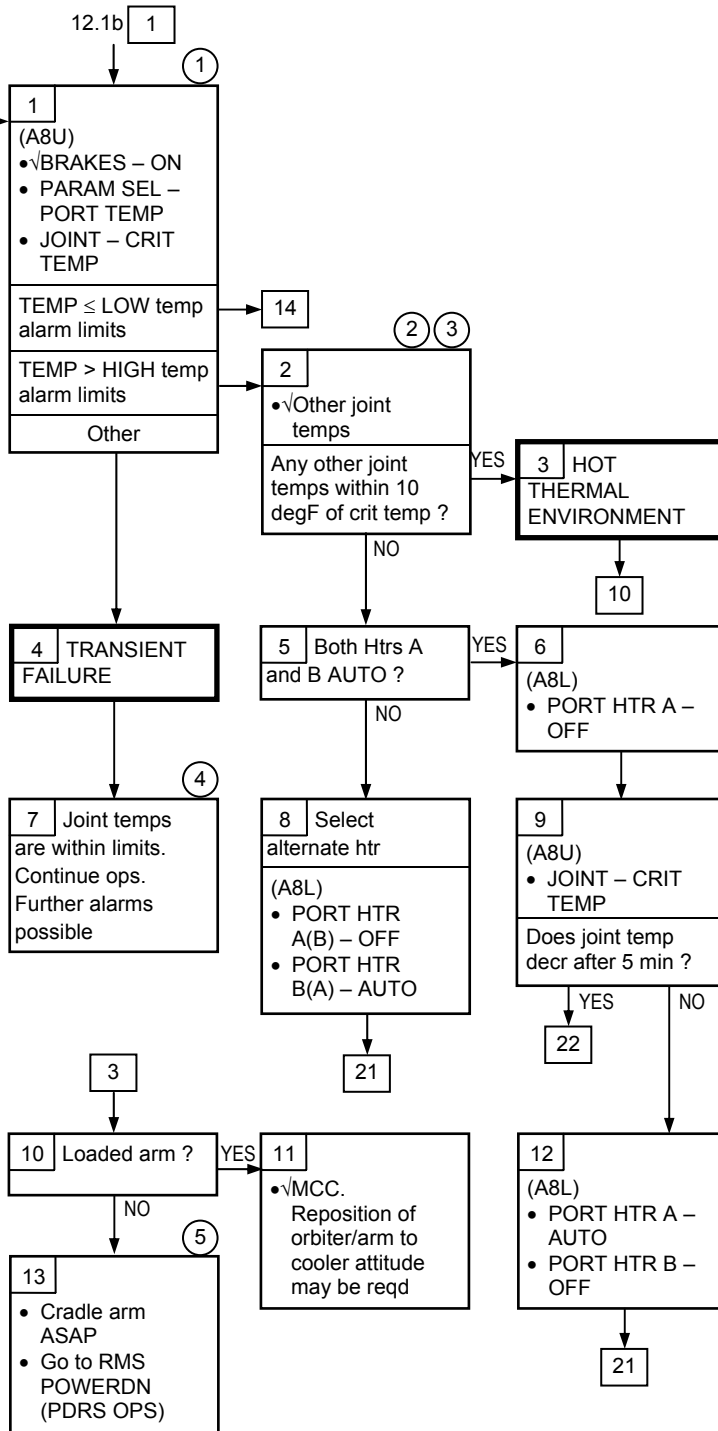 12.1b 1
1
1
(A8U)
•√BRAKES – ON
• PARAM SEL –
PORT TEMP
• JOINT – CRIT
TEMP
TEMP ≤ LOW temp
alarm limits
14
TEMP > HIGH temp
alarm limits
Other
2 3
2
•√Other joint
temps
Any other joint
temps within 10
degF of crit temp ?
YES
NO
3 HOT
THERMAL
ENVIRONMENT
10
4 TRANSIENT
FAILURE
5 Both Htrs A
and B AUTO ?
YES
NO
6
(A8L)
• PORT HTR A –
OFF
4
7 Joint temps
are within limits.
Continue ops.
Further alarms
possible
8 Select
alternate htr
(A8L)
• PORT HTR
A(B) – OFF
• PORT HTR
B(A) – AUTO
21
9
(A8U)
• JOINT – CRIT
TEMP
Does joint temp
decr after 5 min ?
YES
NO
22
3
10 Loaded arm ?
YES
NO
11
•√MCC.
Reposition of
orbiter/arm to
cooler attitude
may be reqd
12
(A8L)
• PORT HTR A –
AUTO
• PORT HTR B –
OFF
21
5
13
• Cradle arm
ASAP
• Go to RMS
POWERDN
(PDRS OPS)